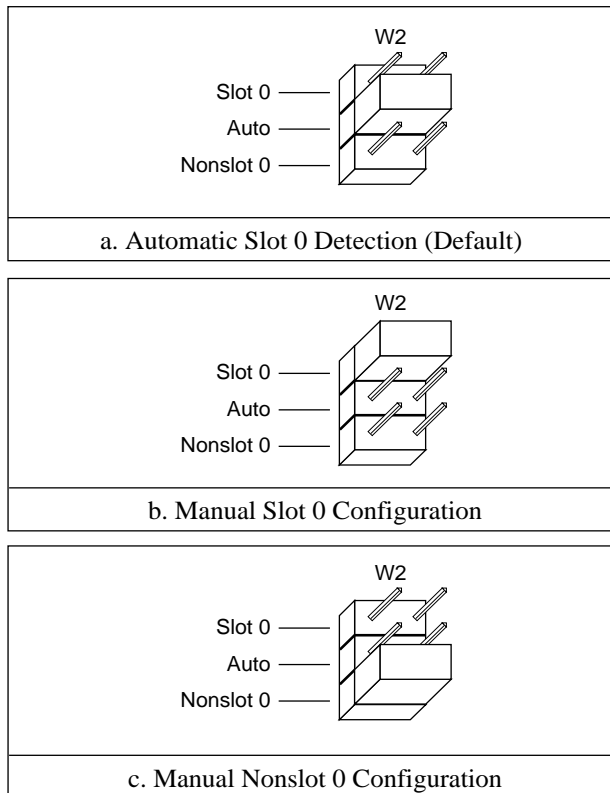 W2
Slot 0
Auto
Nonslot 0
a. Automatic Slot 0 Detection (Default)
W2
Slot 0
Auto
Nonslot 0
b. Manual Slot 0 Configuration
W2
Slot 0
Auto
Nonslot 0
c. Manual Nonslot 0 Configuration